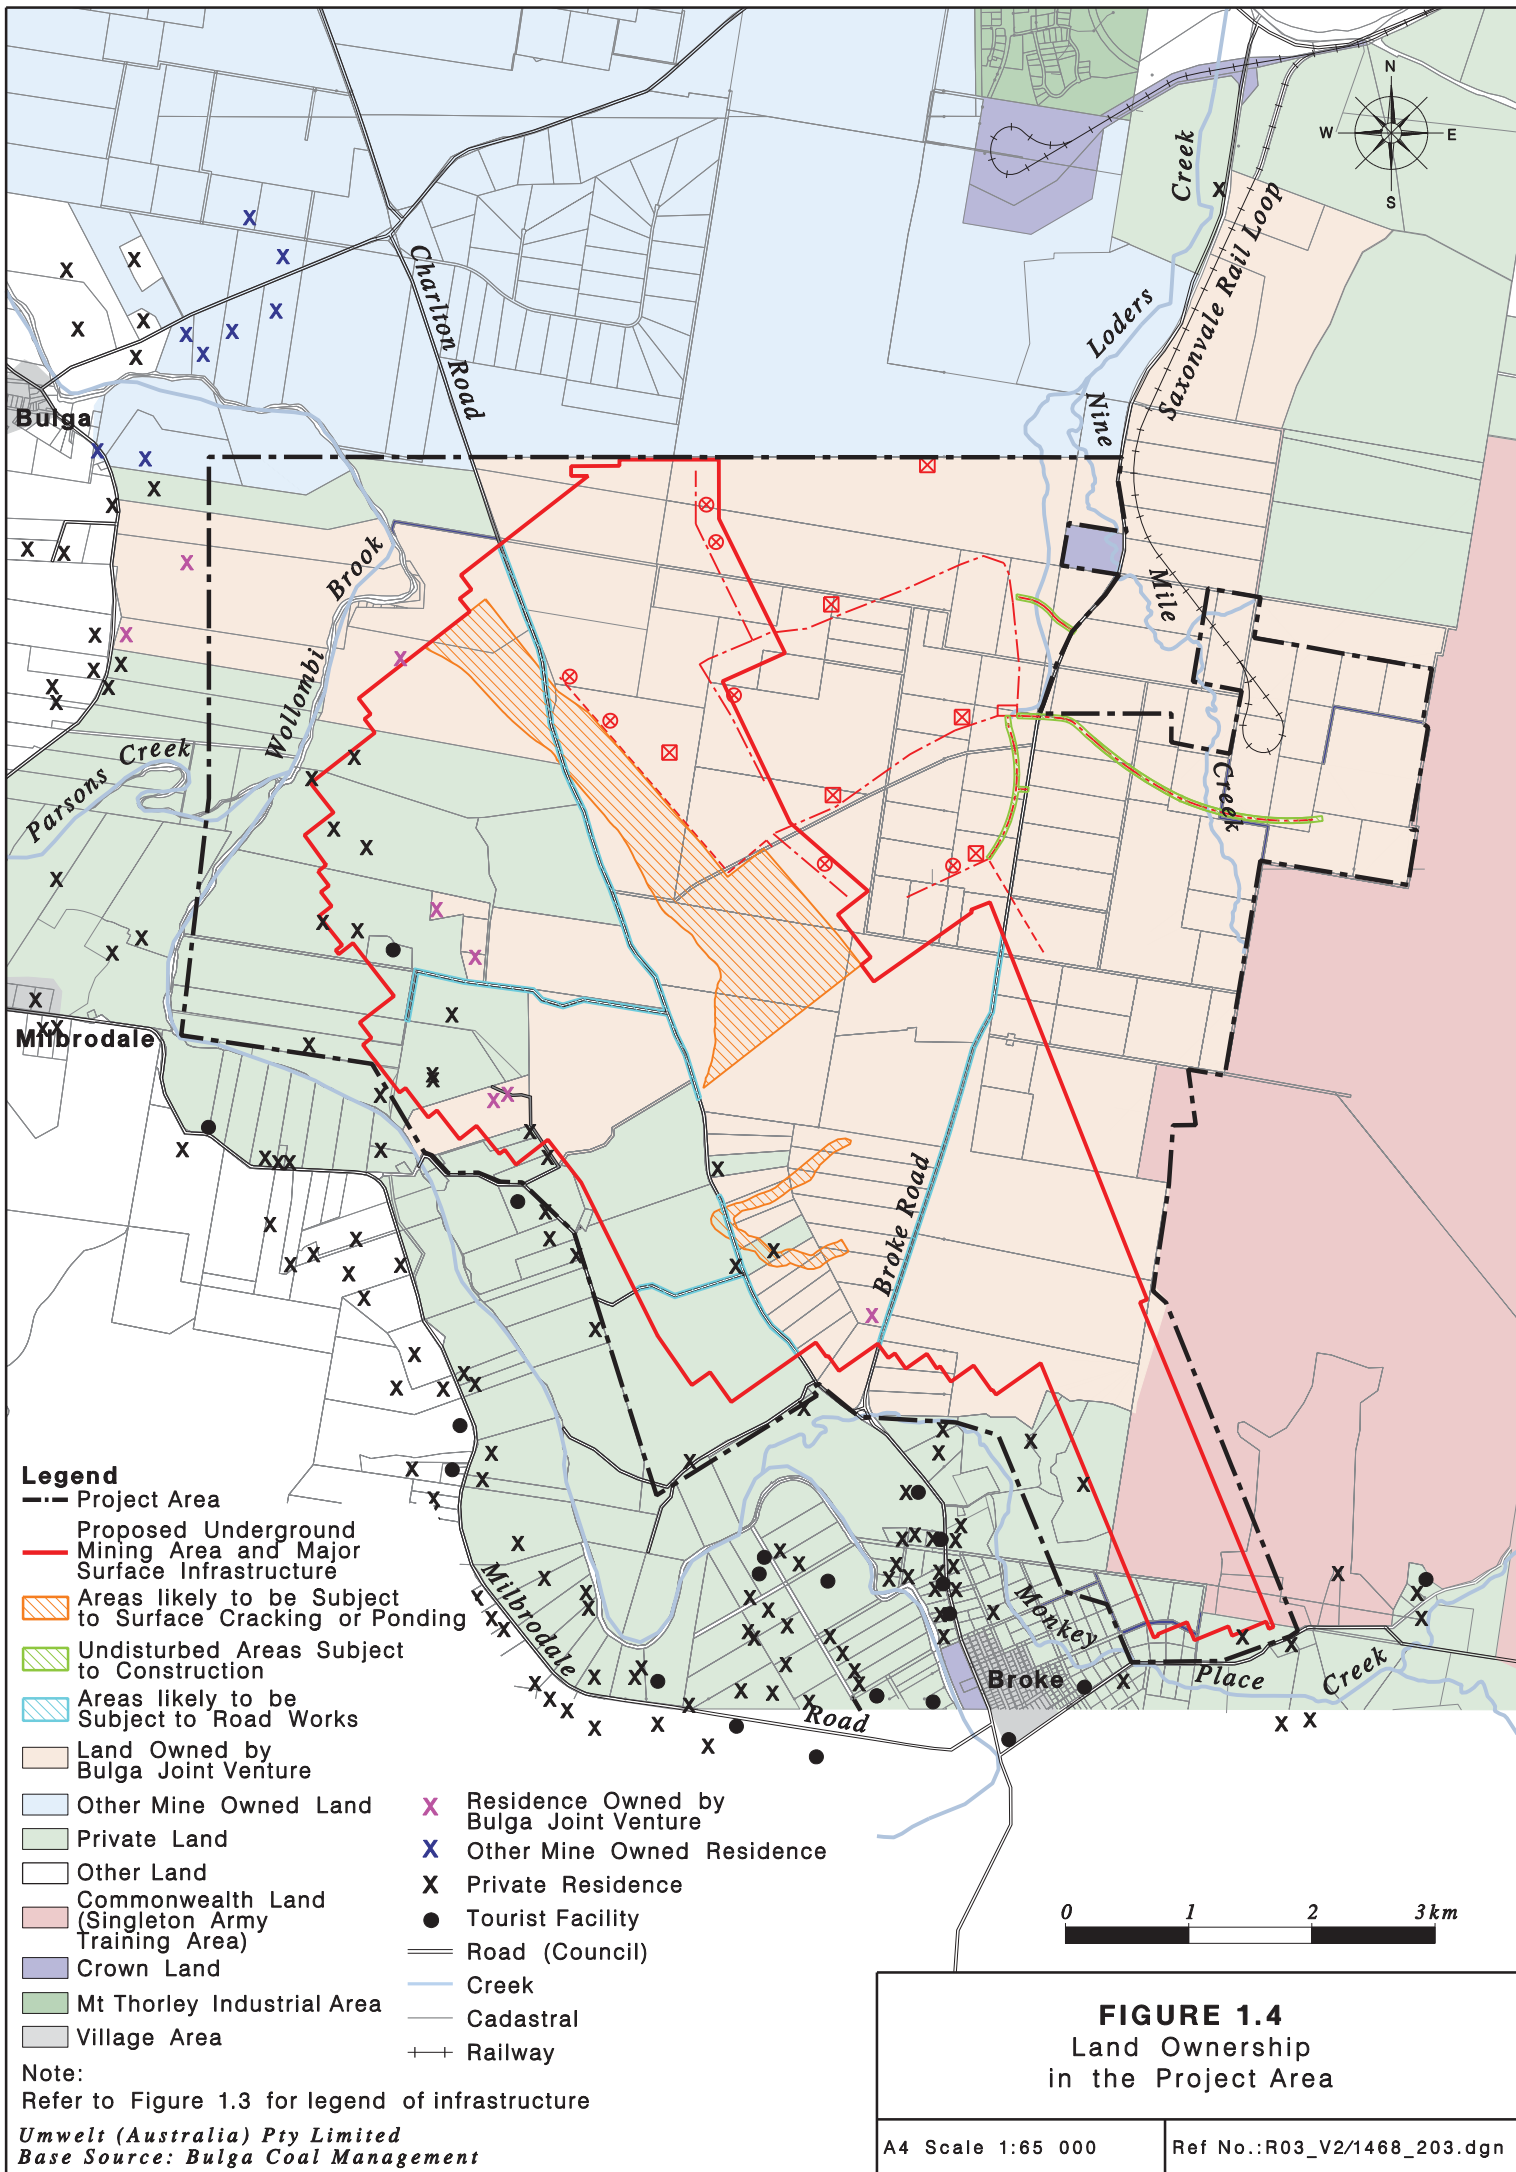 N
W
E
S
Creek
Saxonvale Rail Loop
Loders
Nine
Charlton Road
Bulga
Brook
Mile
Wollombi
Parsons Creek
Creek
Milbrodale
Broke Road
Legend
Project Area
Proposed Underground
Mining Area and Major
Surface Infrastructure
Areas likely to be Subject
to Surface Cracking or Ponding
Undisturbed Areas Subject
to Construction
Areas likely to be
Subject to Road Works
Land Owned by
Bulga Joint Venture
Other Mine Owned Land
Private Land
Other Land
Commonwealth Land
(Singleton Army
Training Area)
Crown Land
Mt Thorley Industrial Area
Village Area
X Residence Owned by
Bulga Joint Venture
X Other Mine Owned Residence
X Private Residence
Tourist Facility
Road (Council)
Creek
Cadastral
Railway
Milbrodale
Road
Monkey
Place
Creek
Broke
0 1 2 3 km
Note:
Refer to Figure 1.3 for legend of infrastructure
Umwelt (Australia) Pty Limited
Base Source: Bulga Coal Management
FIGURE 1.4
Land Ownership
in the Project Area
A4 Scale 1:65 000
Ref No.:R03_V2/1468_203.dgn